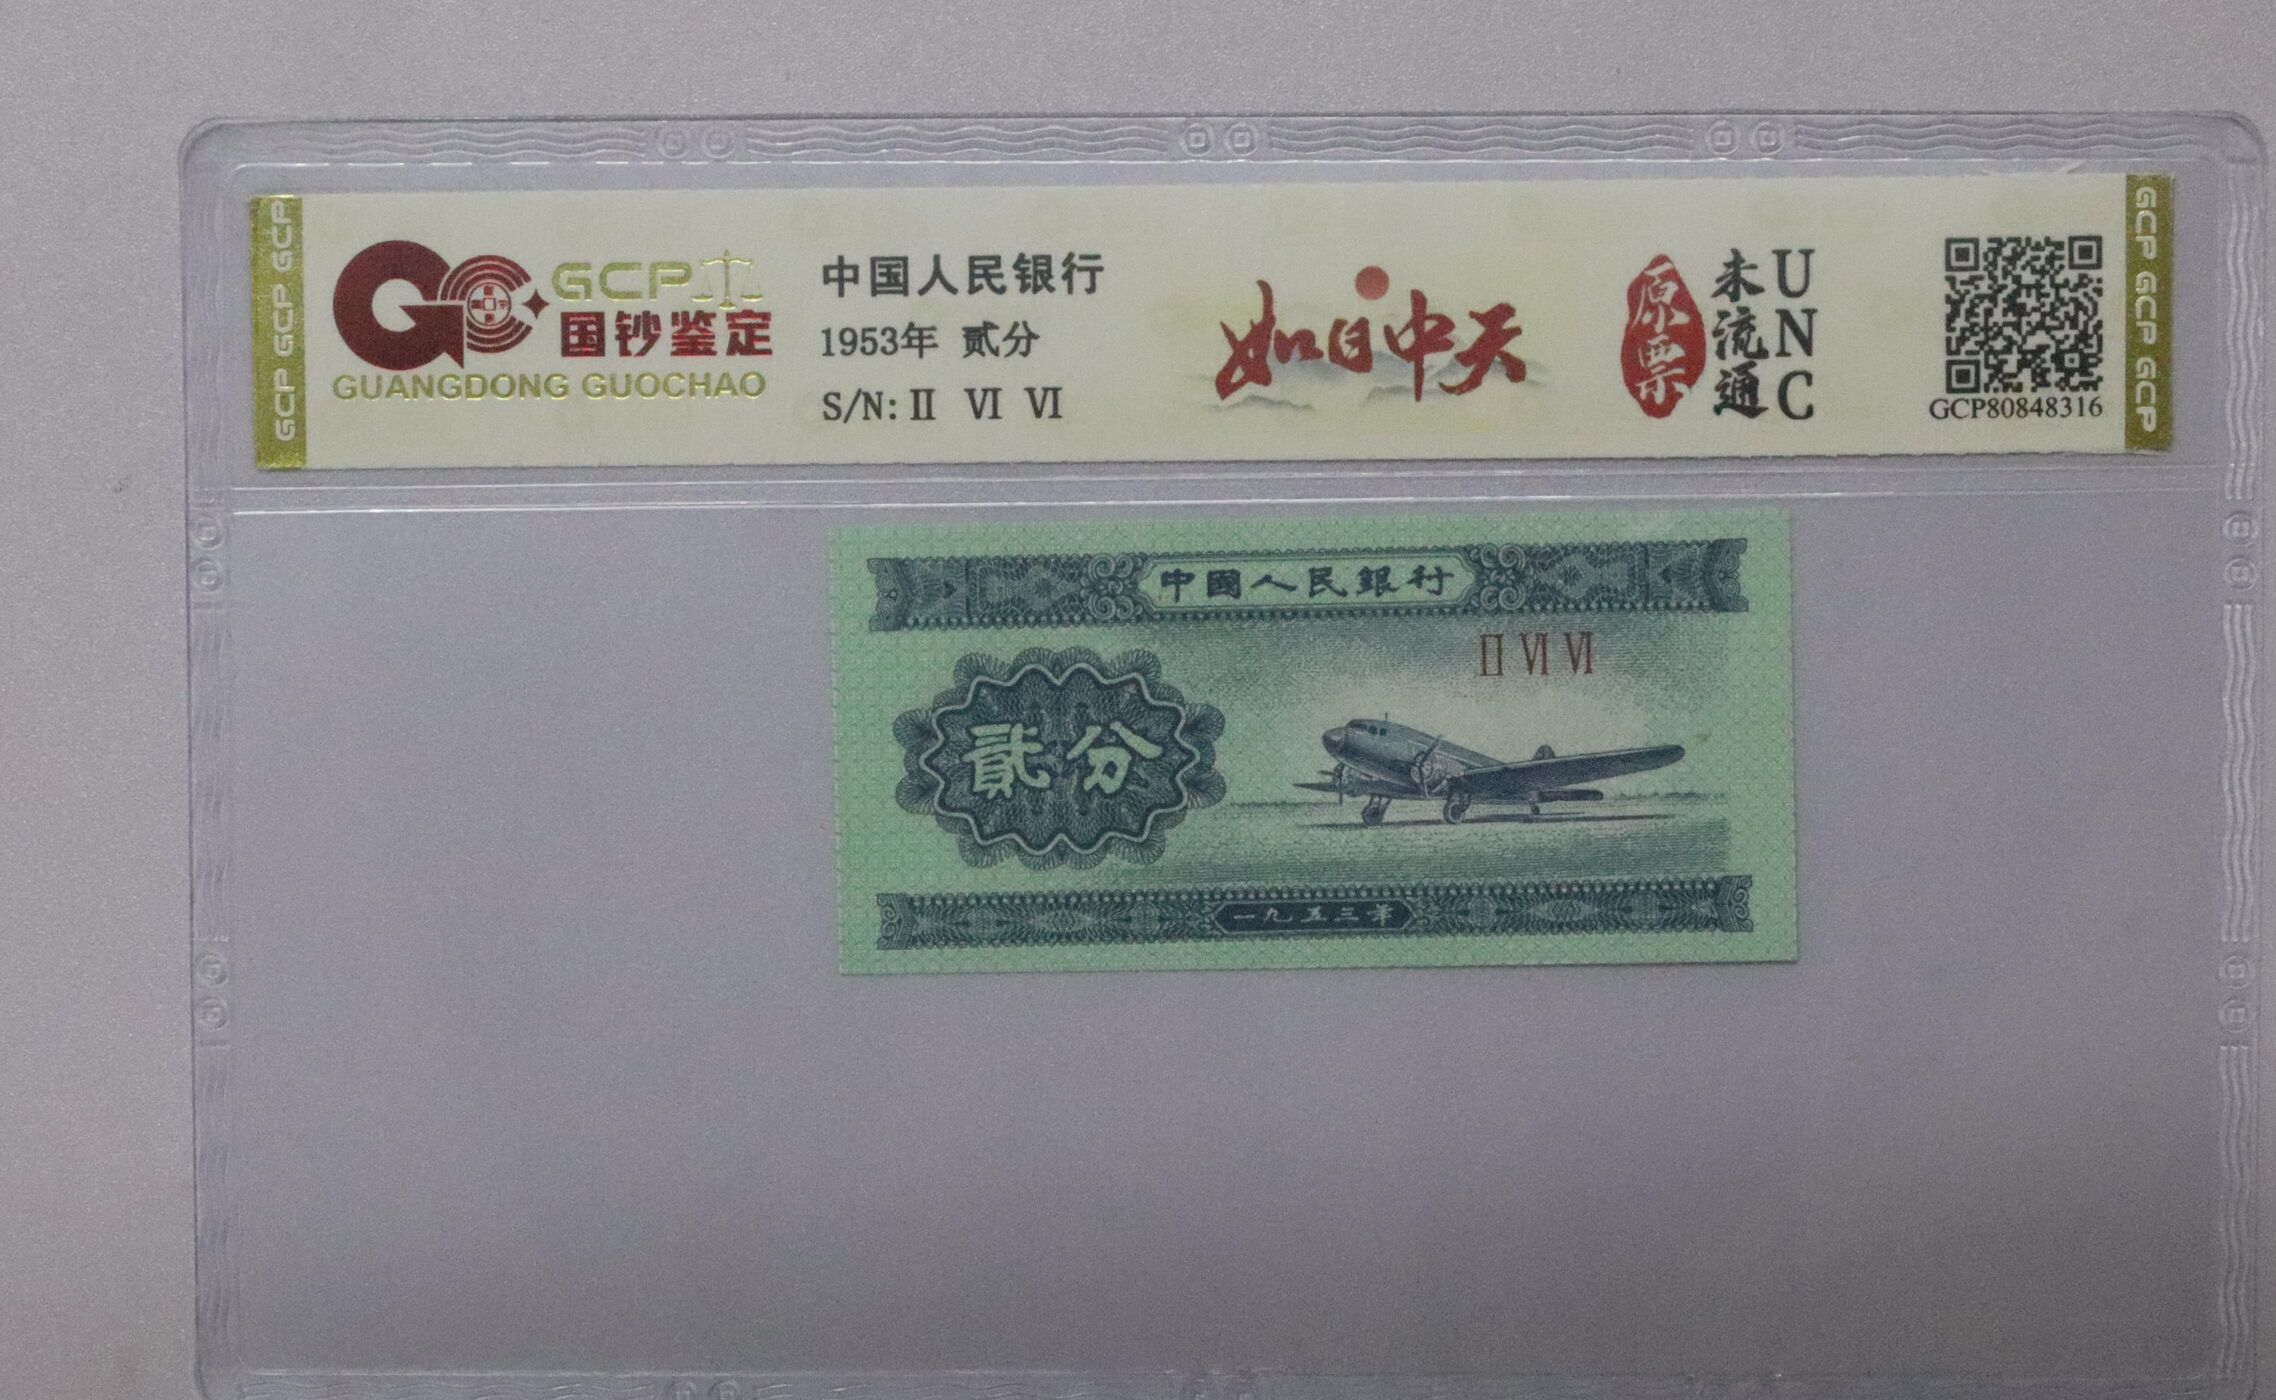 GCP GCP GCP
GCP
国钞鉴定
GUANGDONG GUOCHAO
中国人民银行
1953年 贰分
S/N: II VI VI
如日中天
原票
未流通
UNC
GCP80848316
GCP GCP GCP
中國人民銀行
II VI VI
貳分
一九五三年